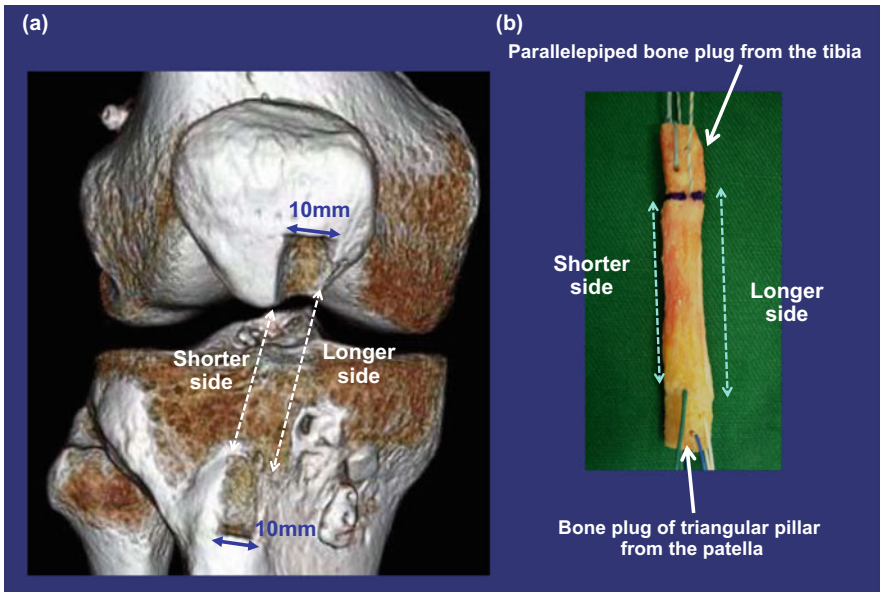 (a)
10mm
Shorter
side
Longer
side
10mm
(b)
Parallelepiped bone plug from the tibia
Shorter
side
Longer
side
Bone plug of triangular pillar
from the patella